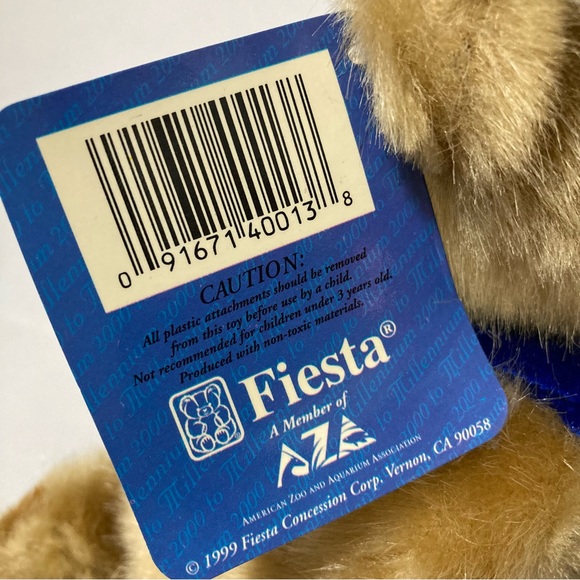 0 91671 40013 8
CAUTION:
All plastic attachments should be removed
from this toy before use by a child.
Not recommended for children under 3 years old.
Produced with non-toxic materials.
Fiesta®
A Member of
AZA
AMERICAN ZOO AND AQUARIUM ASSOCIATION
© 1999 Fiesta Concession Corp. Vernon, CA 90058